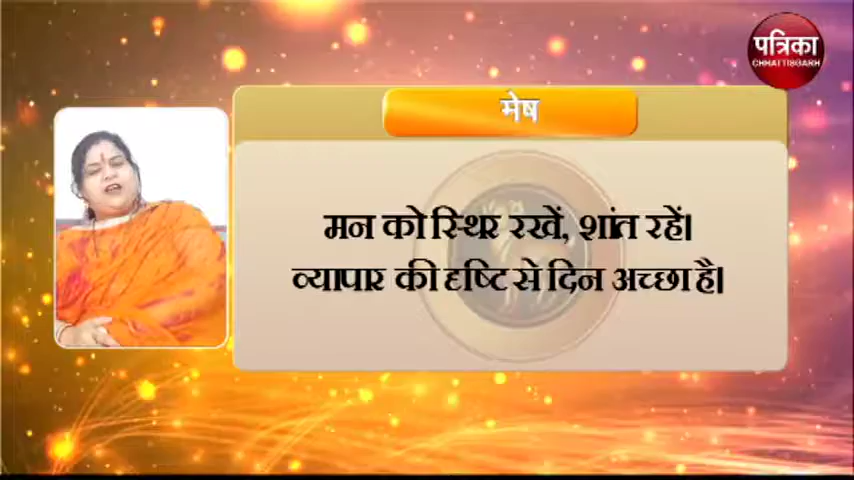 पत्रिका
CHHATTISGARH
मेष
मन को स्थिर रखें, शांत रहें।
व्यापार की दृष्टि से दिन अच्छा है।